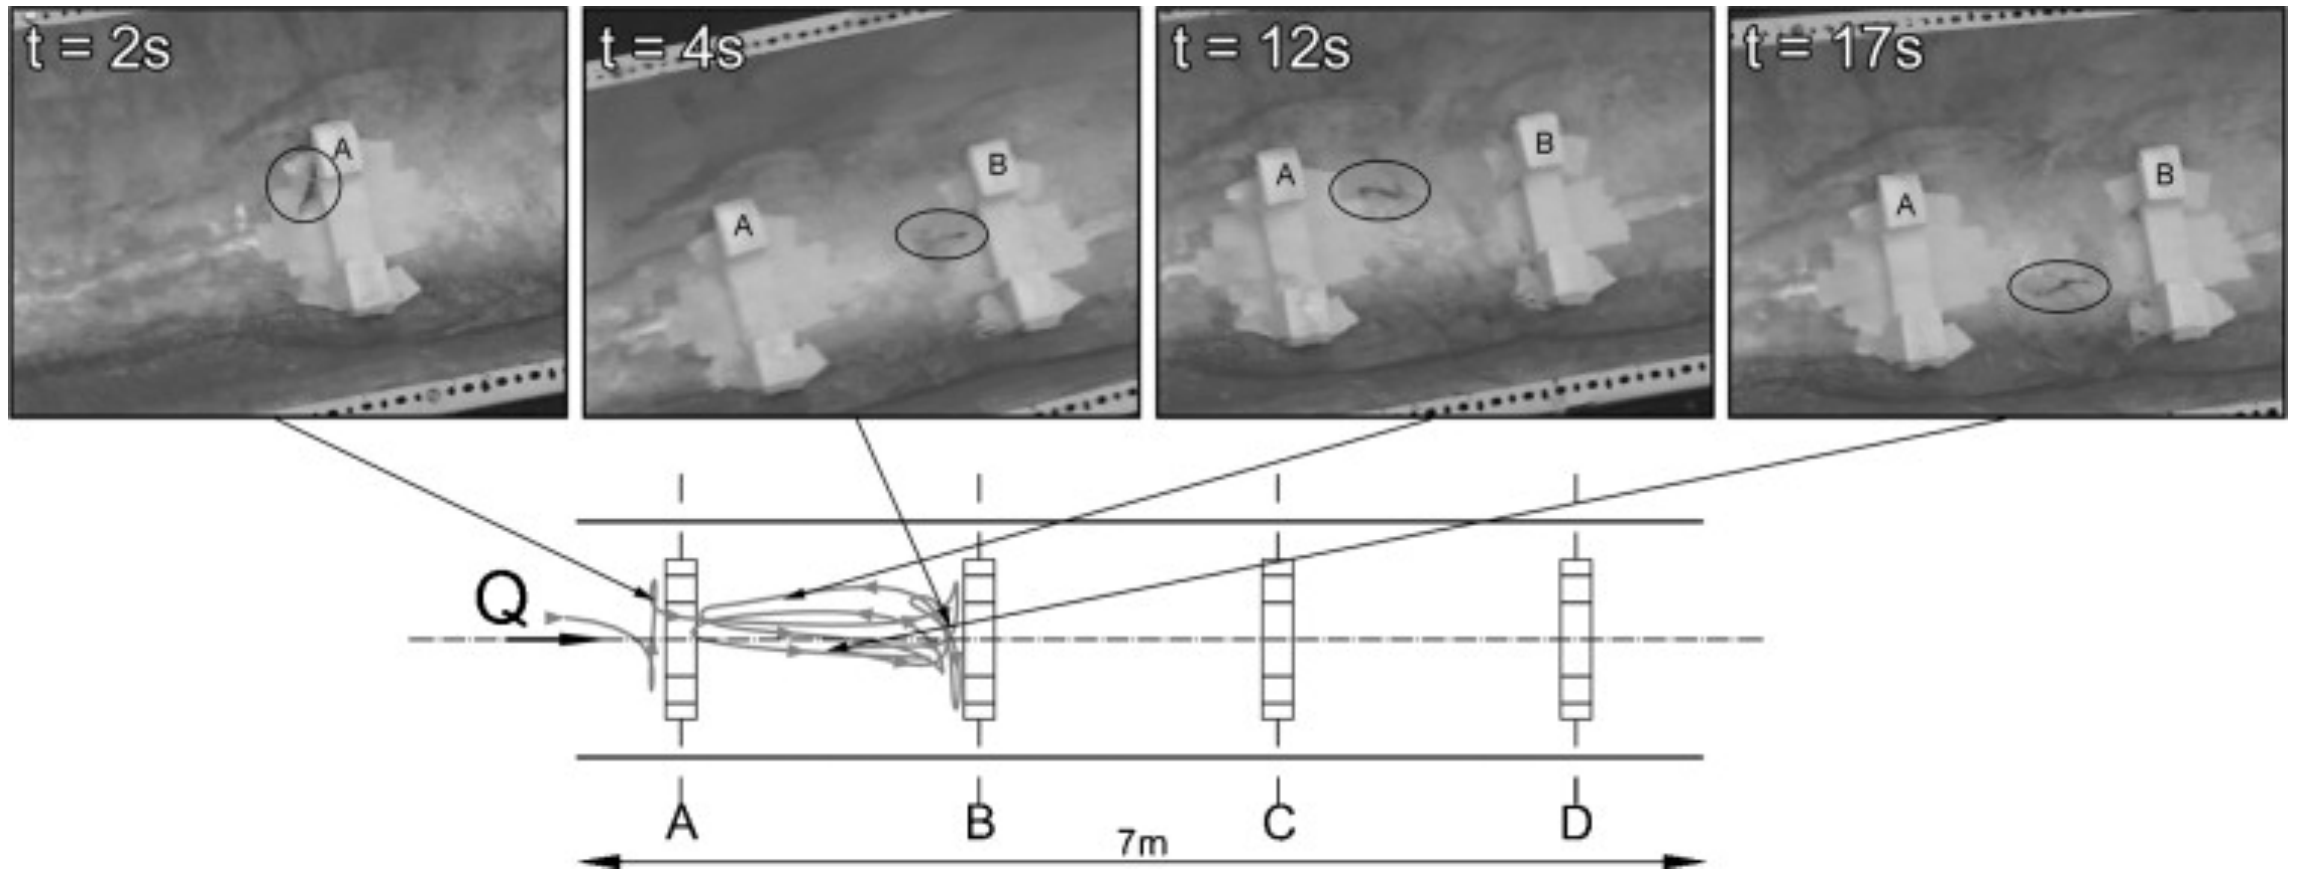 t = 2s
t = 4s
t = 12s
t = 17s
A
A
B
A
B
A
B
Q
A
B
C
D
7m